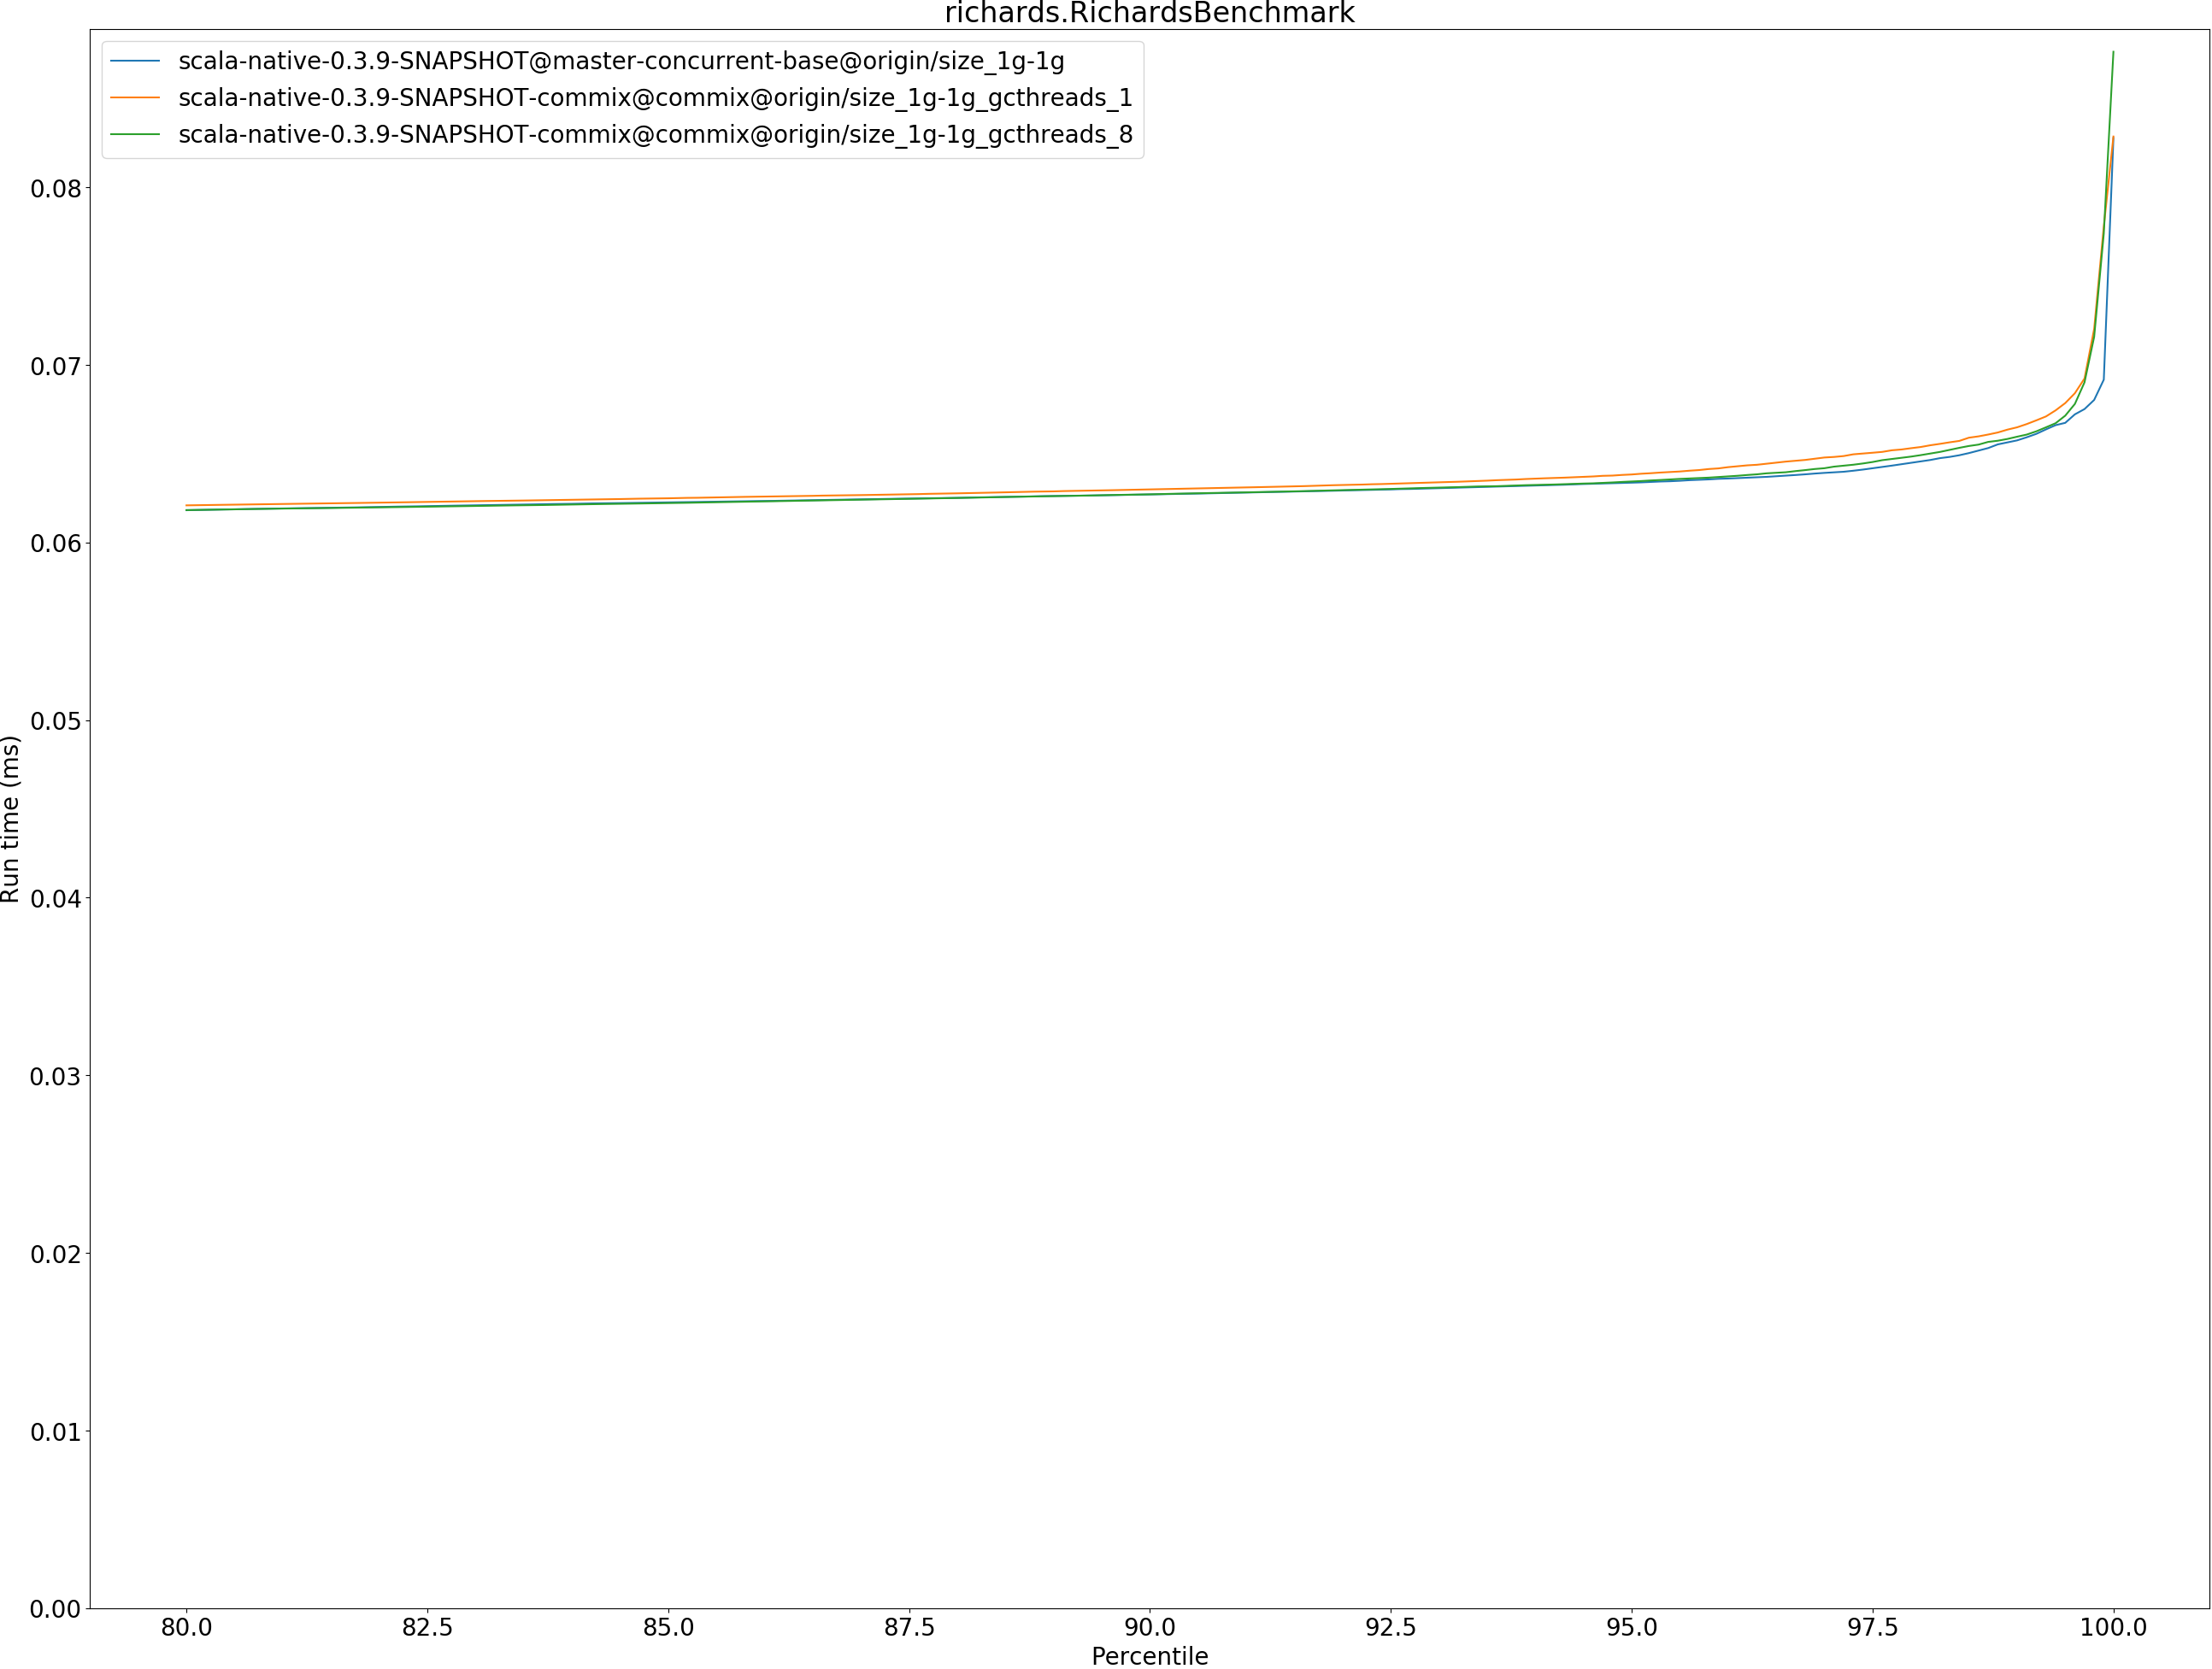 richards.RichardsBenchmark
scala-native-0.3.9-SNAPSHOT@master-concurrent-base@origin/size_1g-1g
scala-native-0.3.9-SNAPSHOT-commix@commix@origin/size_1g-1g_gcthreads_1
scala-native-0.3.9-SNAPSHOT-commix@commix@origin/size_1g-1g_gcthreads_8
0.08
0.07
0.06
0.05
0.04
0.03
0.02
0.01
0.00
Run time (ms)
80.0 82.5 85.0 87.5 90.0 92.5 95.0 97.5 100.0
Percentile